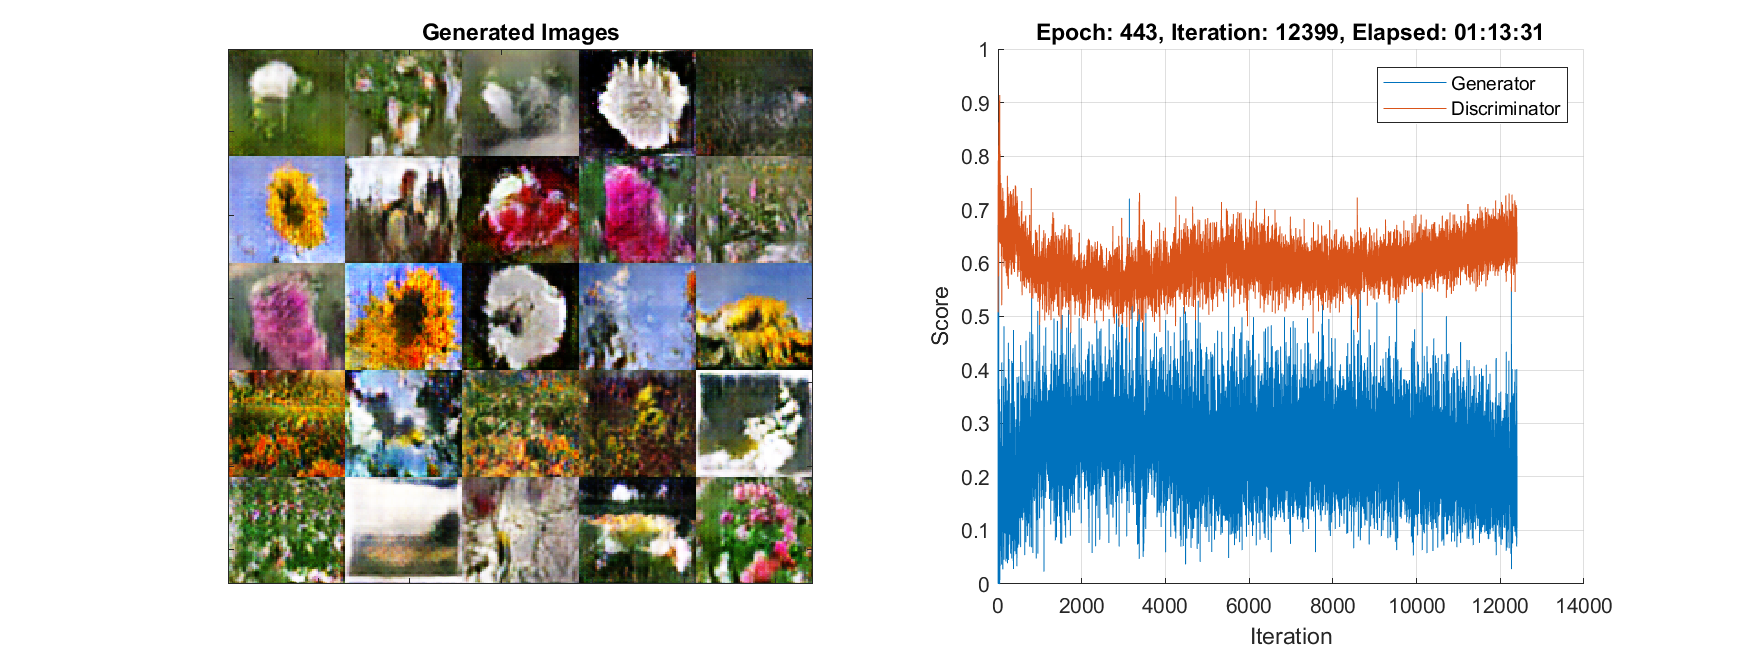 Generated Images
Epoch: 443, Iteration: 12399, Elapsed: 01:13:31
Generator
Discriminator
1
0.9
0.8
0.7
0.6
0.5
0.4
0.3
0.2
0.1
0
Score
0 2000 4000 6000 8000 10000 12000 14000
Iteration